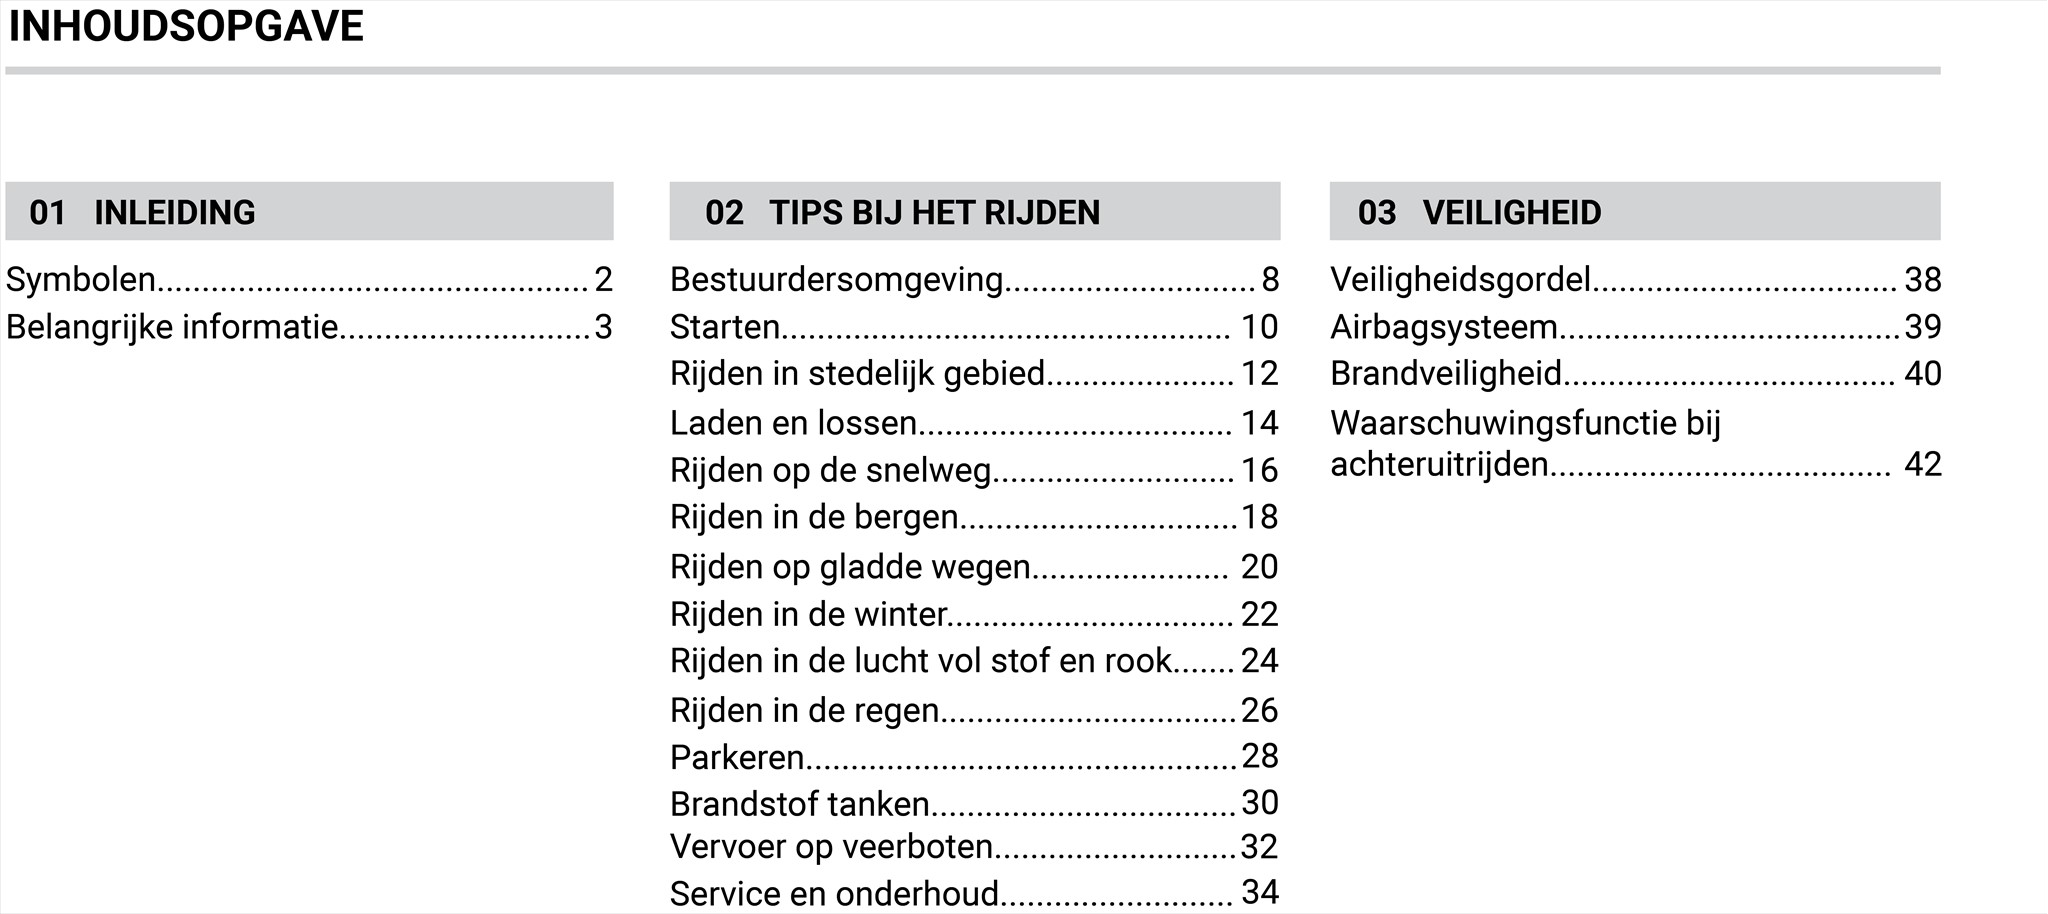 INHOUDSOPGAVE
01 INLEIDING
Symbolen................................................ 2
Belangrijke informatie............................ 3
02 TIPS BIJ HET RIJDEN
Bestuurdersomgeving............................ 8
Starten.................................................. 10
Rijden in stedelijk gebied..................... 12
Laden en lossen................................... 14
Rijden op de snelweg........................... 16
Rijden in de bergen............................... 18
Rijden op gladde wegen...................... 20
Rijden in de winter................................ 22
Rijden in de lucht vol stof en rook....... 24
Rijden in de regen................................. 26
Parkeren................................................ 28
Brandstof tanken.................................. 30
Vervoer op veerboten........................... 32
Service en onderhoud.......................... 34
03 VEILIGHEID
Veiligheidsgordel.................................. 38
Airbagsysteem...................................... 39
Brandveiligheid..................................... 40
Waarschuwingsfunctie bij
achteruitrijden...................................... 42